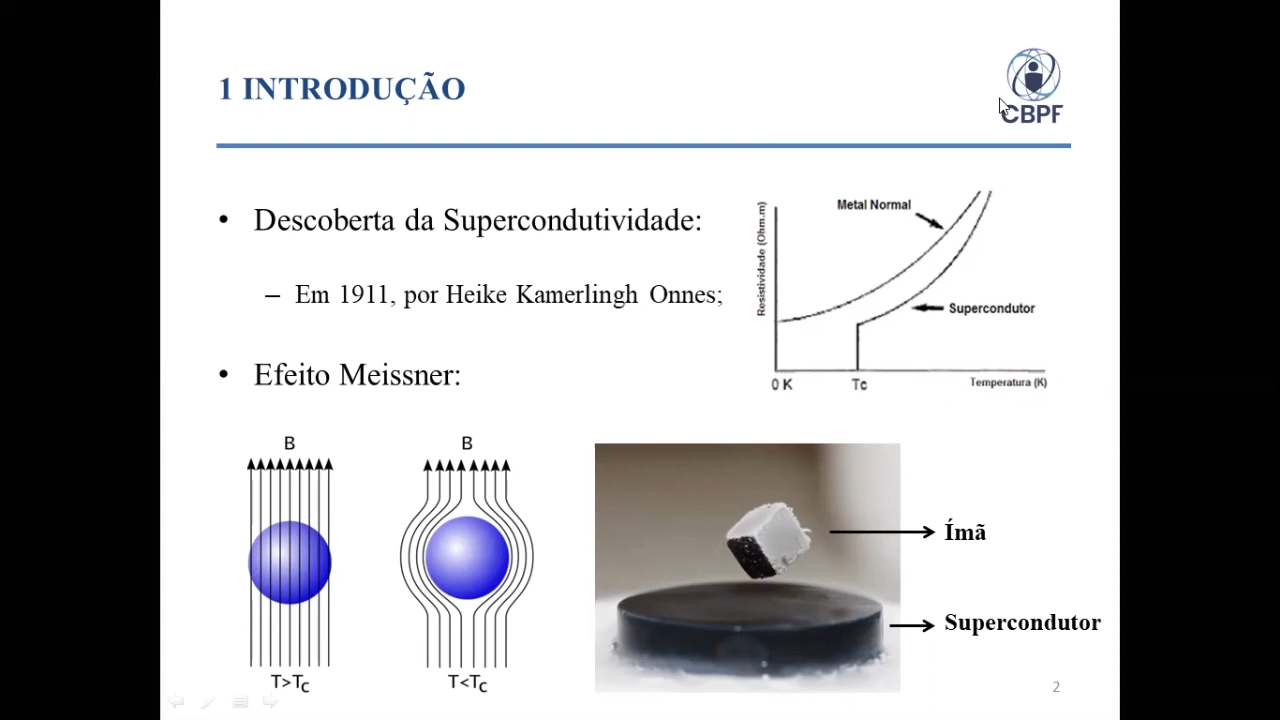 1 INTRODUÇÃO
CBPF
• Descoberta da Supercondutividade:
– Em 1911, por Heike Kamerlingh Onnes;
• Efeito Meissner:
Resistividade (Ohm.m)
Metal Normal
Supercondutor
0 K
Tc
Temperatura (K)
B
B
T>TC
T<TC
Ímã
Supercondutor
2